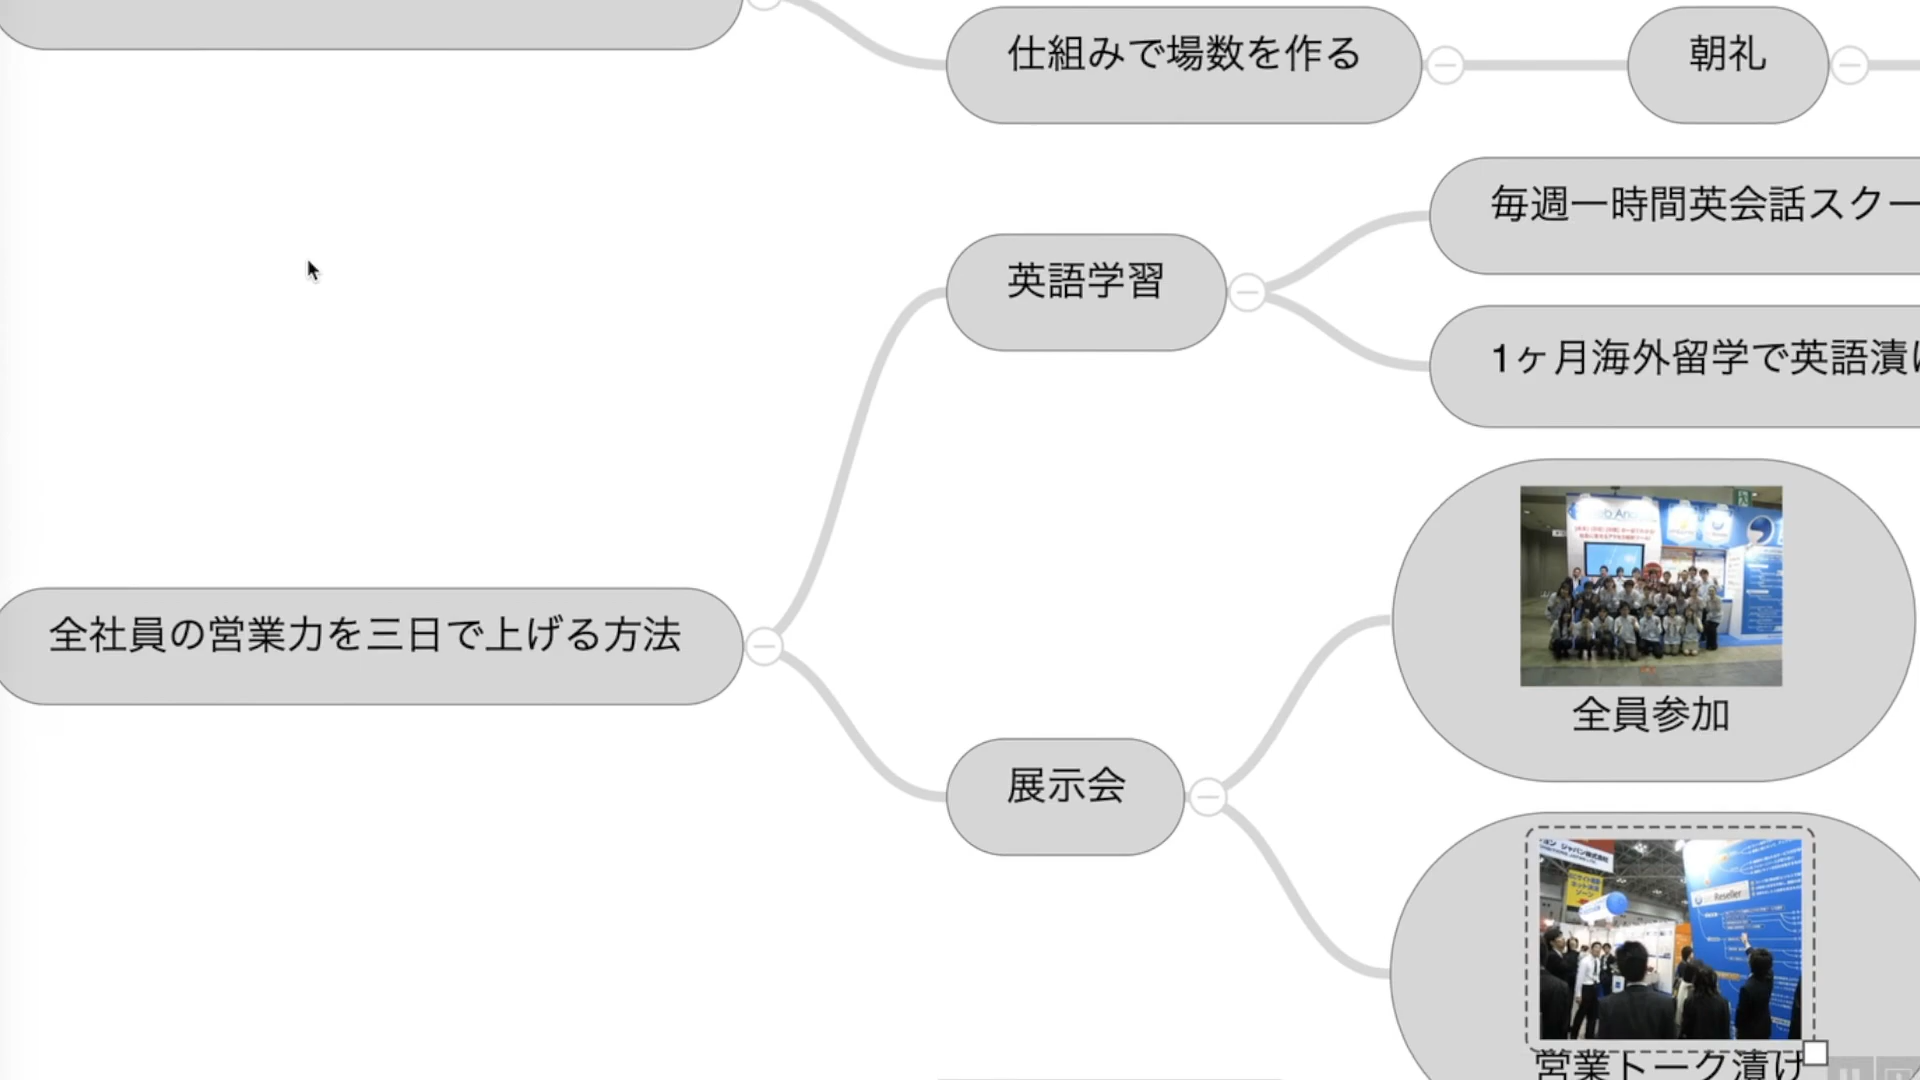 仕組みで場数を作る
朝礼
毎週一時間英会話スクー
英語学習
1ヶ月海外留学で英語漬け
全社員の営業力を三日で上げる方法
全員参加
展示会
Reseller
営業トーク漬け